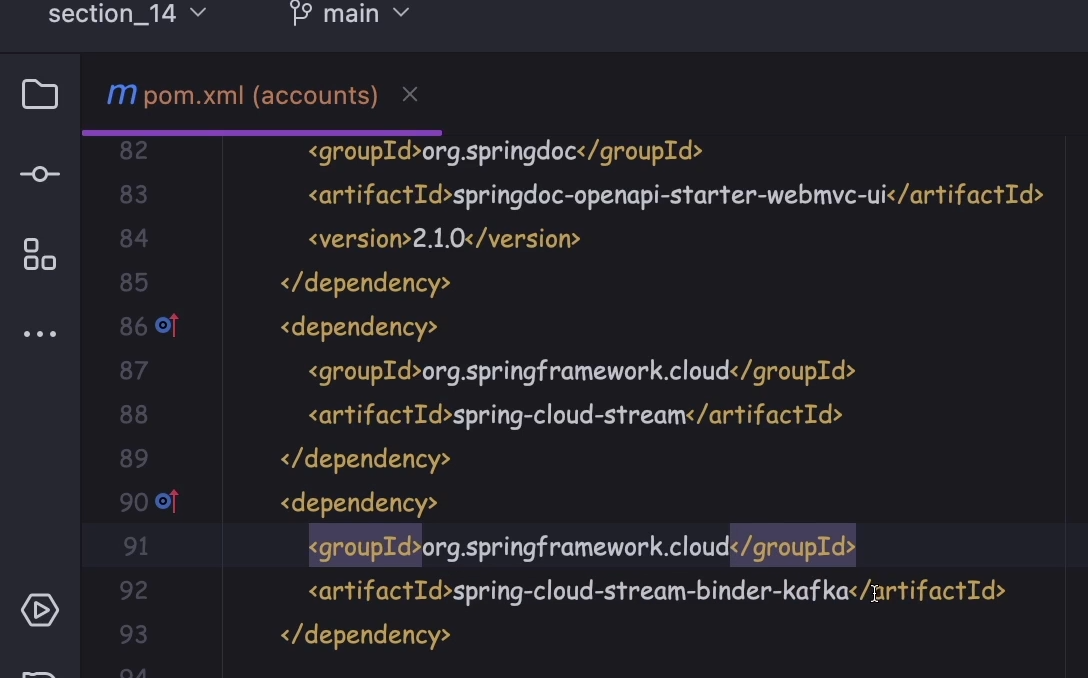 section_14 main
pom.xml (accounts)
82 <groupId>org.springdoc</groupId>
83 <artifactId>springdoc-openapi-starter-webmvc-ui</artifactId>
84 <version>2.1.0</version>
85 </dependency>
86 <dependency>
87 <groupId>org.springframework.cloud</groupId>
88 <artifactId>spring-cloud-stream</artifactId>
89 </dependency>
90 <dependency>
91 <groupId>org.springframework.cloud</groupId>
92 <artifactId>spring-cloud-stream-binder-kafka</artifactId>
93 </dependency>
94